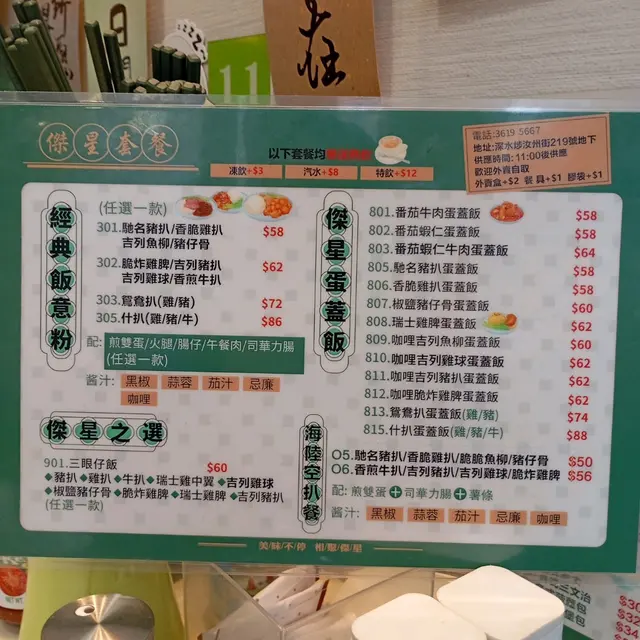 日月
11
在
傑星套餐
以下套餐均
凍飲+$3 汽水+$8 特飲+$12
電話:3619 5667
地址:深水埗汝州街219號地下
供應時間:11:00後供應
歡迎外賣自取
外賣盒+$2 餐具+$1 膠袋+$1
經典飯意粉
(任選一款)
301.馳名豬扒/香脆雞扒 $58
吉列魚柳/豬仔骨
302.脆炸雞脾/吉列豬扒 $62
吉列雞球/香煎牛扒
303.鴛鴦扒(雞/豬) $72
305.什扒(雞/豬/牛) $86
配: 煎雙蛋/火腿/腸仔/午餐肉/司華力腸
(任選一款)
醬汁: 黑椒 蒜蓉 茄汁 忌廉
咖哩
傑星之選
901.三眼仔飯 $60
◆豬扒◆雞扒◆牛扒◆瑞士雞中翼◆吉列雞球
◆椒鹽豬仔骨◆脆炸雞脾◆瑞士雞脾◆吉列豬扒
(任選一款)
傑星蛋蓋飯
801.番茄牛肉蛋蓋飯 $58
802.番茄蝦仁蛋蓋飯 $58
803.番茄蝦仁牛肉蛋蓋飯 $64
805.馳名豬扒蛋蓋飯 $58
806.香脆雞扒蛋蓋飯 $58
807.椒鹽豬仔骨蛋蓋飯 $60
808.瑞士雞脾蛋蓋飯 $62
809.咖哩吉列魚柳蛋蓋飯 $60
810.咖哩吉列雞球蛋蓋飯 $62
811.咖哩吉列豬扒蛋蓋飯 $62
812.咖哩脆炸雞脾蛋蓋飯 $62
813.鴛鴦扒蛋蓋飯(雞/豬) $74
815.什扒蛋蓋飯(雞/豬/牛) $88
海陸空扒餐
05.馳名豬扒/香脆雞扒/脆脆魚柳/豬仔骨 $50
06.香煎牛扒/吉列豬扒/吉列雞球/脆炸雞脾 $56
配: 煎雙蛋+司華力腸+薯條
醬汁: 黑椒 蒜蓉 茄汁 忌廉 咖哩
美/味/不/停 相/聚/傑/星
三文治